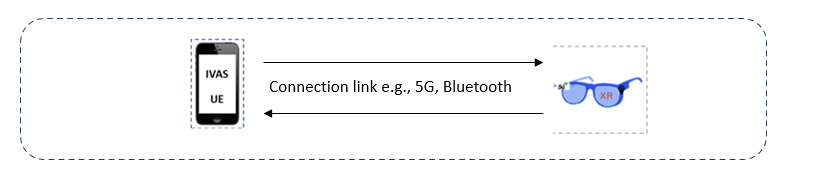 IVAS
UE
Connection link e.g., 5G, Bluetooth
XR